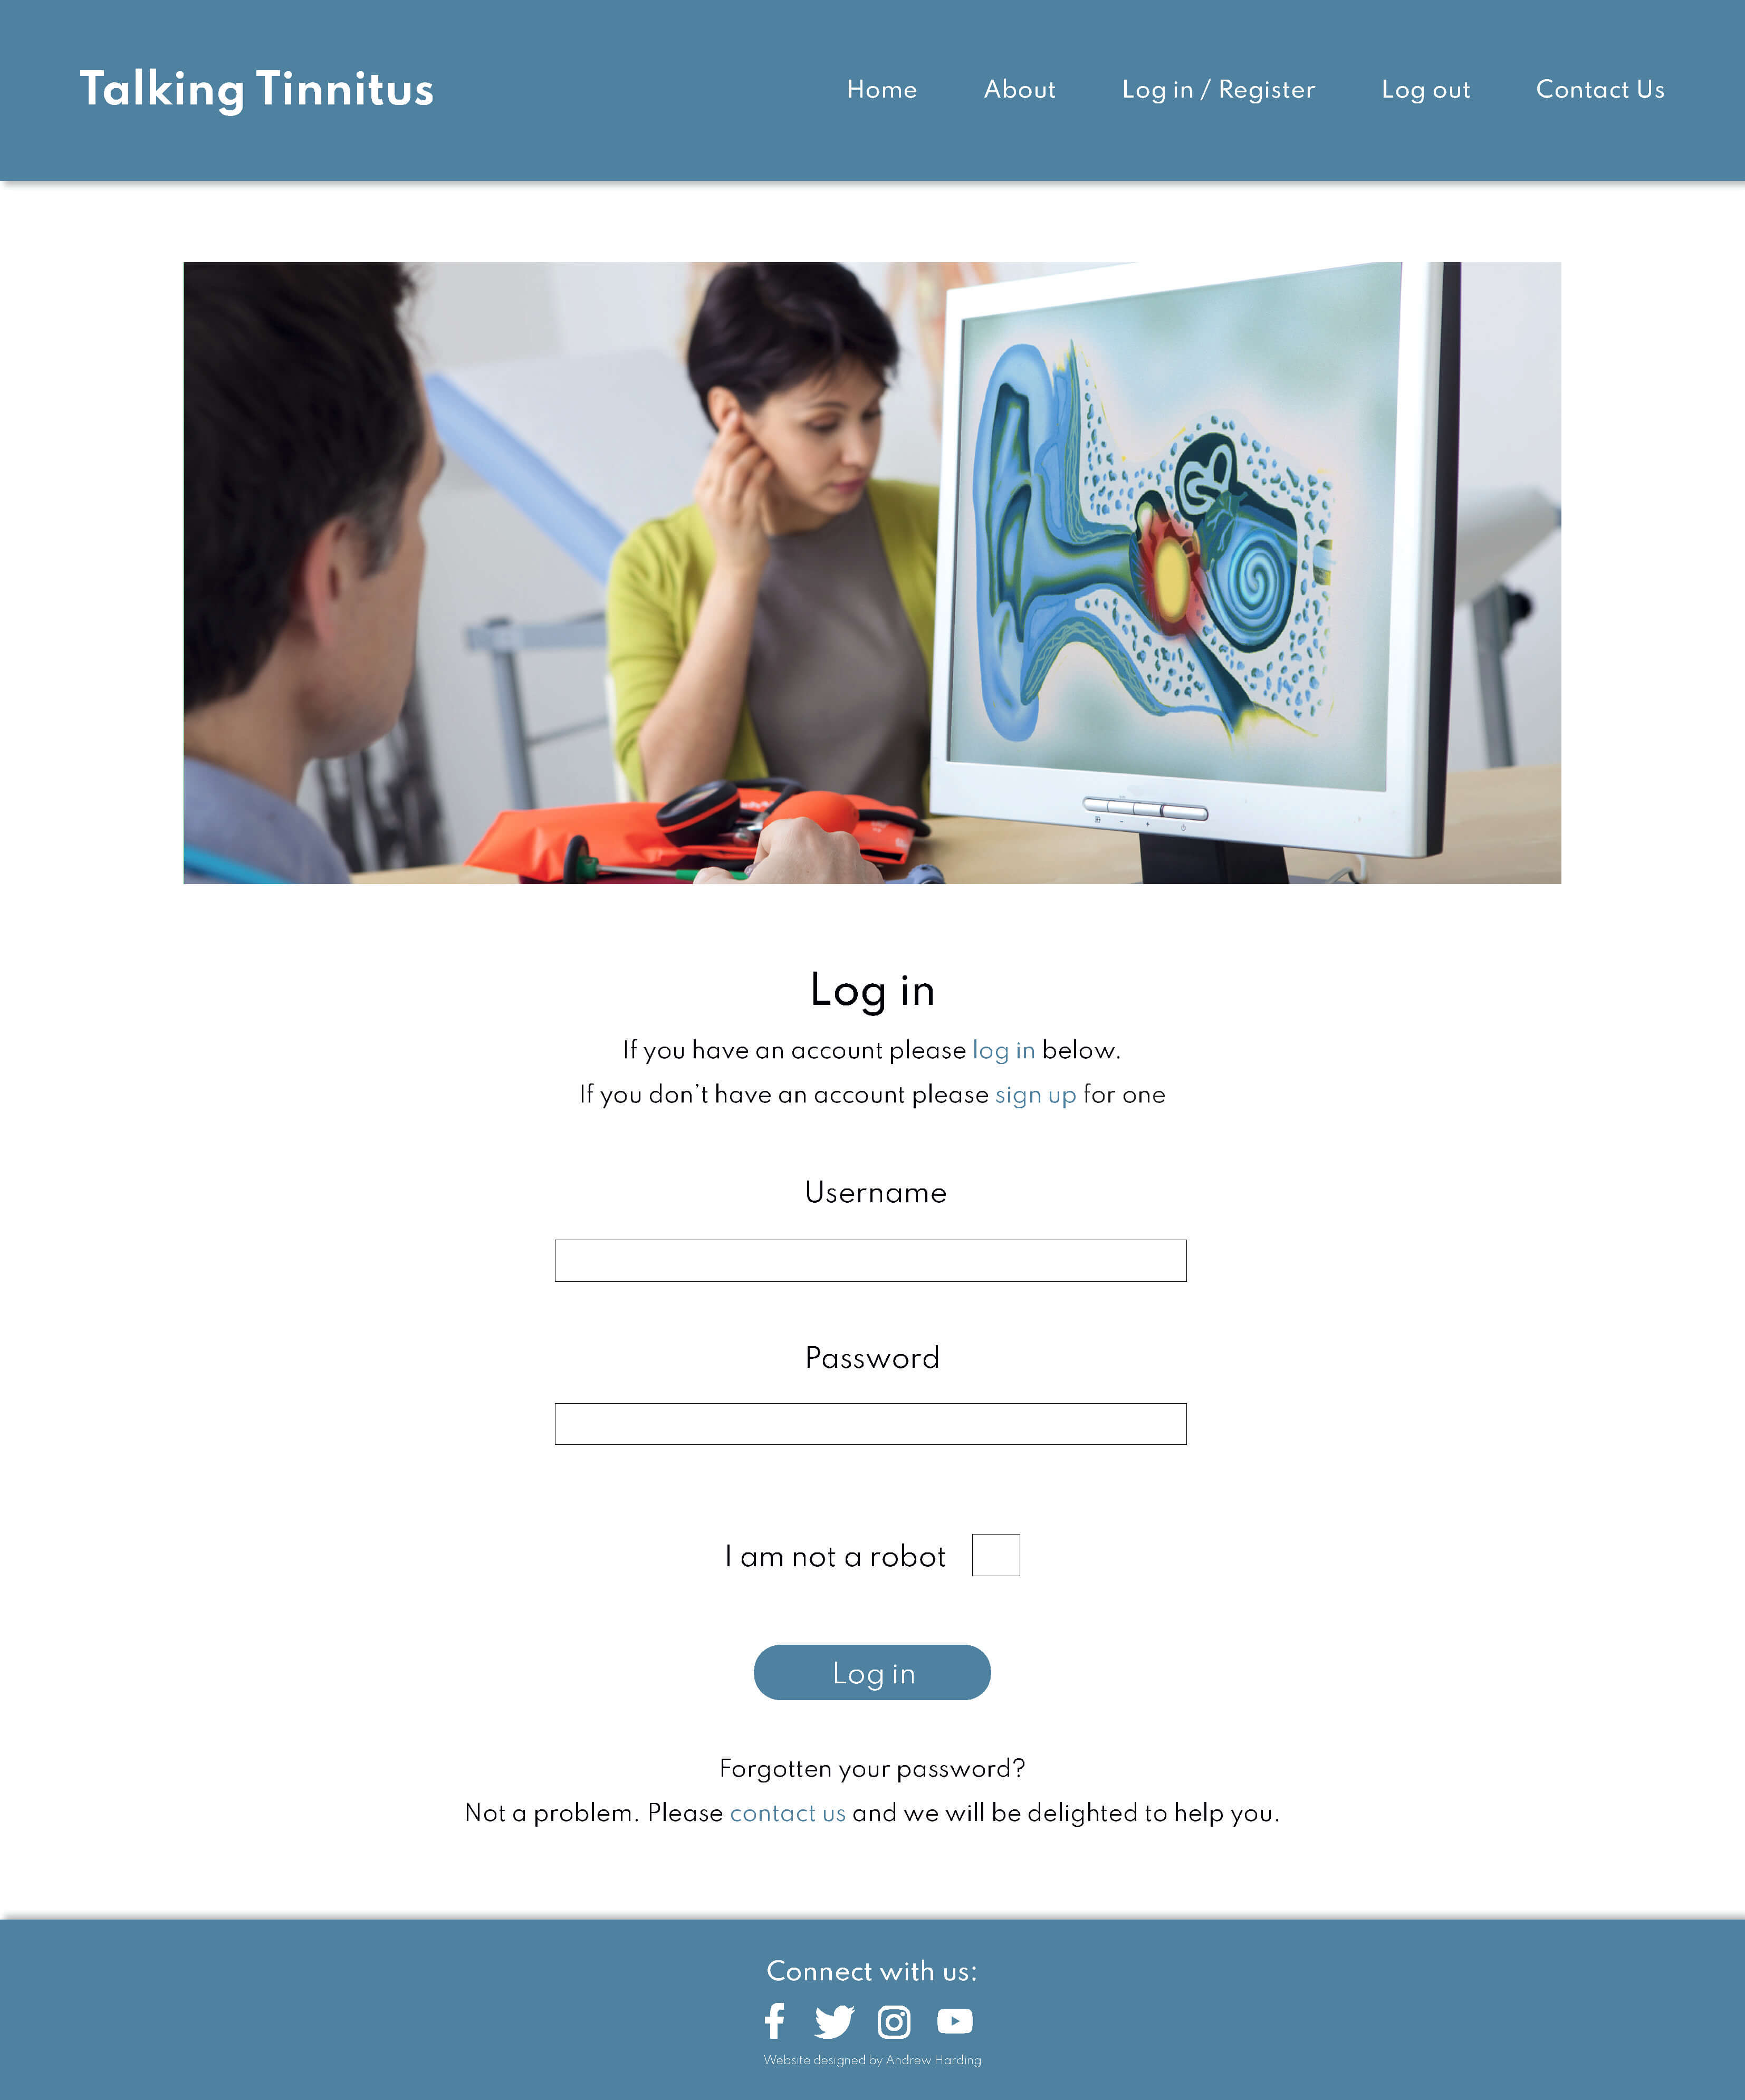 Talking Tinnitus
Home About Log in / Register Log out Contact Us
Log in
If you have an account please log in below.
If you don’t have an account please sign up for one
Username
Password
I am not a robot
Log in
Forgotten your password?
Not a problem. Please contact us and we will be delighted to help you.
Connect with us:
Website designed by Andrew Harding